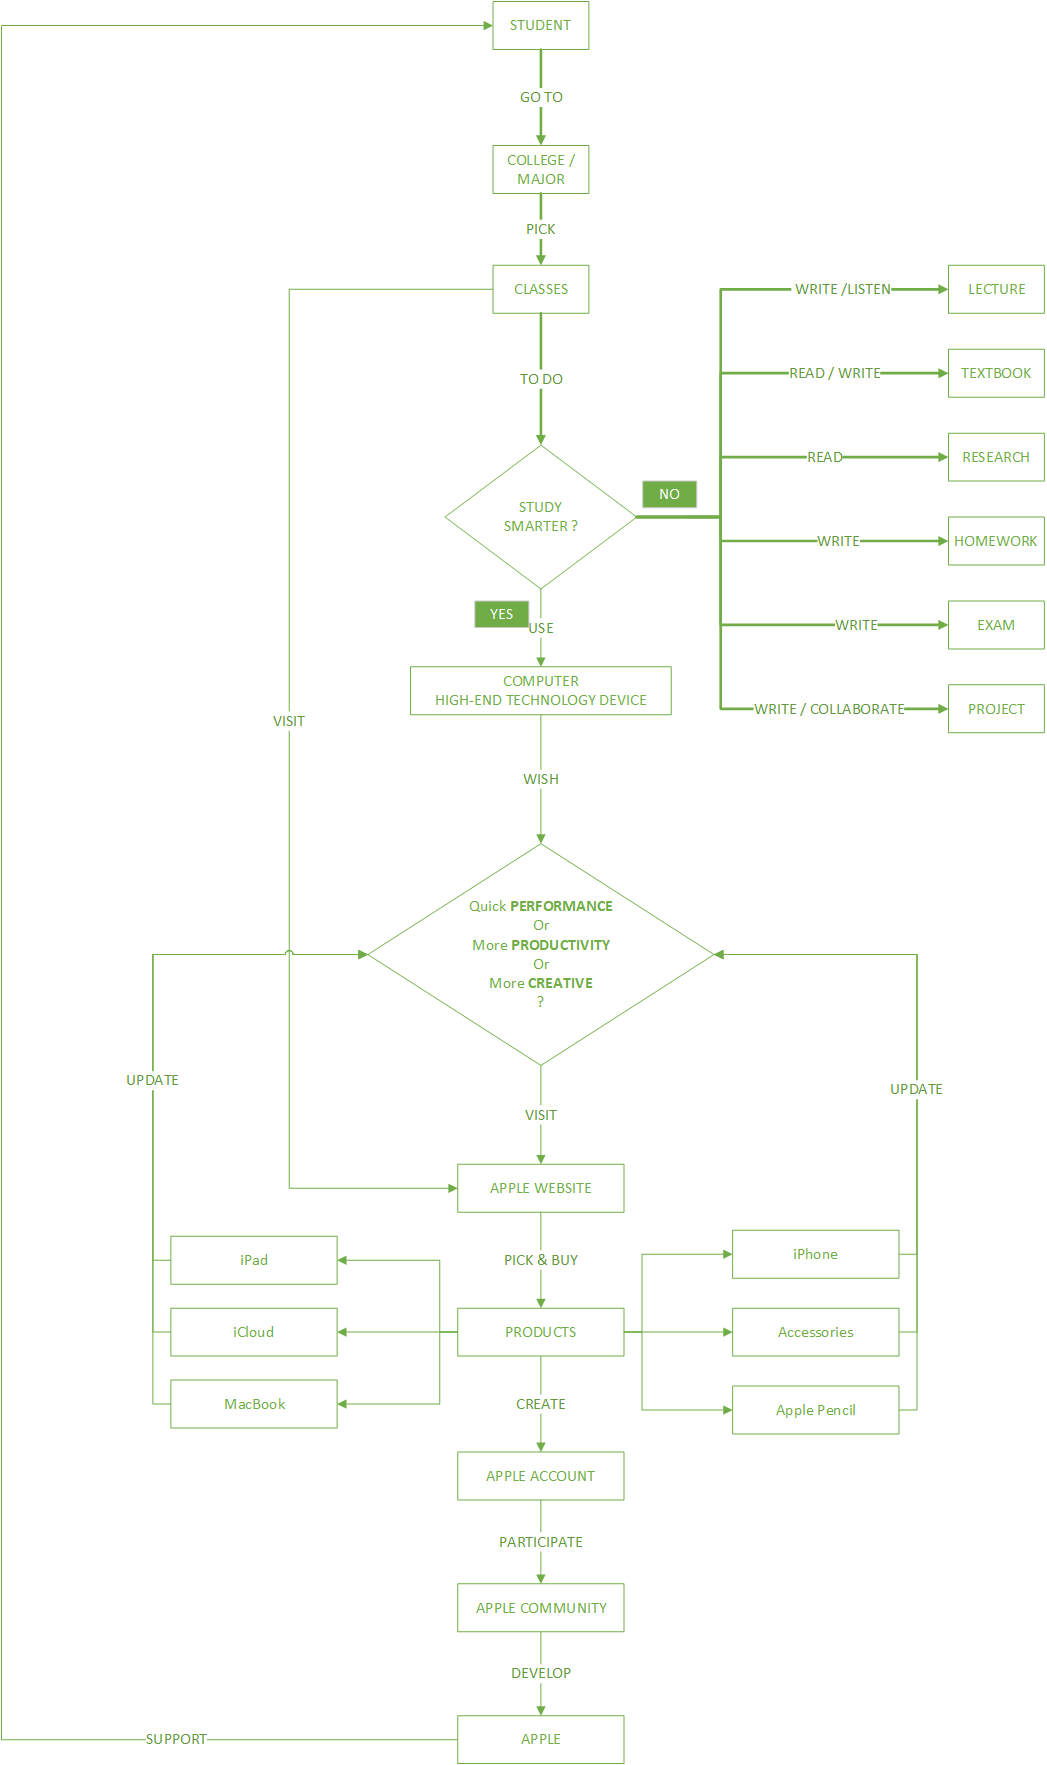 STUDENT
GO TO
COLLEGE /
MAJOR
PICK
CLASSES
WRITE /LISTEN
LECTURE
TO DO
READ / WRITE
TEXTBOOK
READ
RESEARCH
STUDY
SMARTER ?
NO
WRITE
HOMEWORK
YES
USE
WRITE
EXAM
COMPUTER
HIGH-END TECHNOLOGY DEVICE
WRITE / COLLABORATE
PROJECT
VISIT
WISH
Quick PERFORMANCE
Or
More PRODUCTIVITY
Or
More CREATIVE
?
UPDATE
UPDATE
VISIT
APPLE WEBSITE
PICK & BUY
iPad
iPhone
iCloud
PRODUCTS
Accessories
MacBook
CREATE
Apple Pencil
APPLE ACCOUNT
PARTICIPATE
APPLE COMMUNITY
DEVELOP
SUPPORT
APPLE